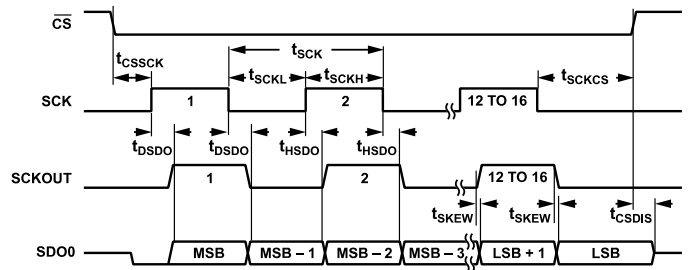 CS
tCSSCK
tSCK
tSCKL
tSCKH
tSCKCS
SCK
1
2
12 TO 16
tDSDO
tDSDO
tHSDO
tHSDO
SCKOUT
1
2
12 TO 16
tSKEW
tSKEW
tCSDIS
SDO0
MSB
MSB – 1
MSB – 2
MSB – 3
LSB + 1
LSB